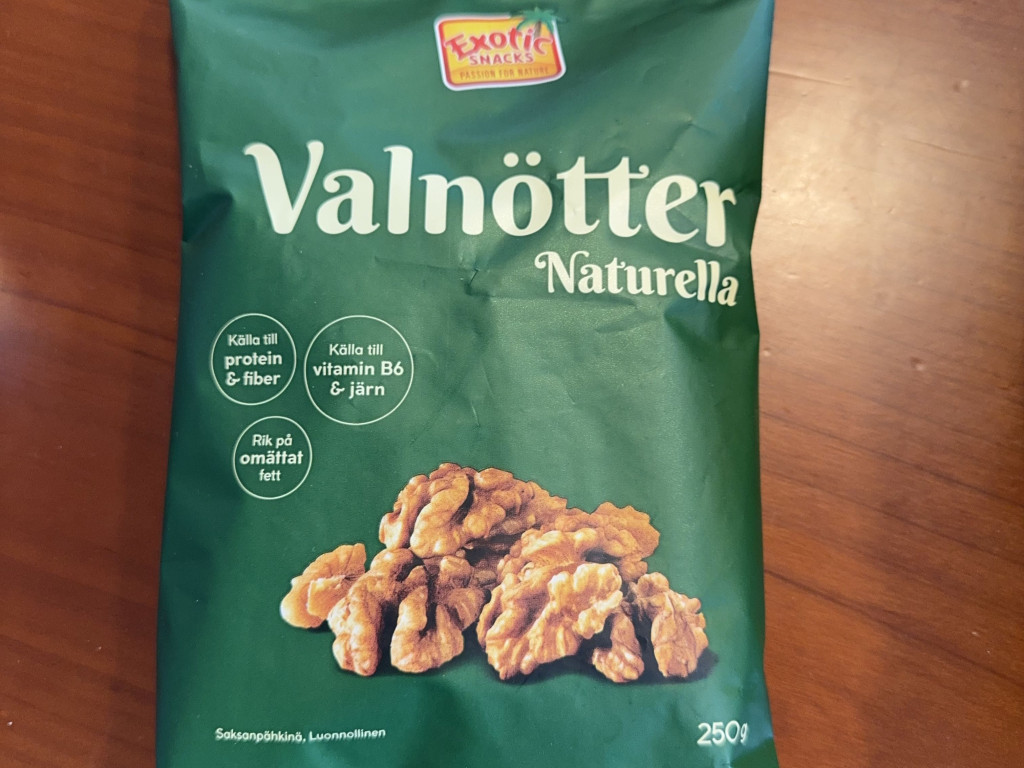 Exotic
SNACKS
PASSION FOR NATURE
Valnötter
Naturella
Källa till
protein
& fiber
Källa till
vitamin B6
& järn
Rik på
omättat
fett
Saksanpähkinä, Luonnollinen
250g